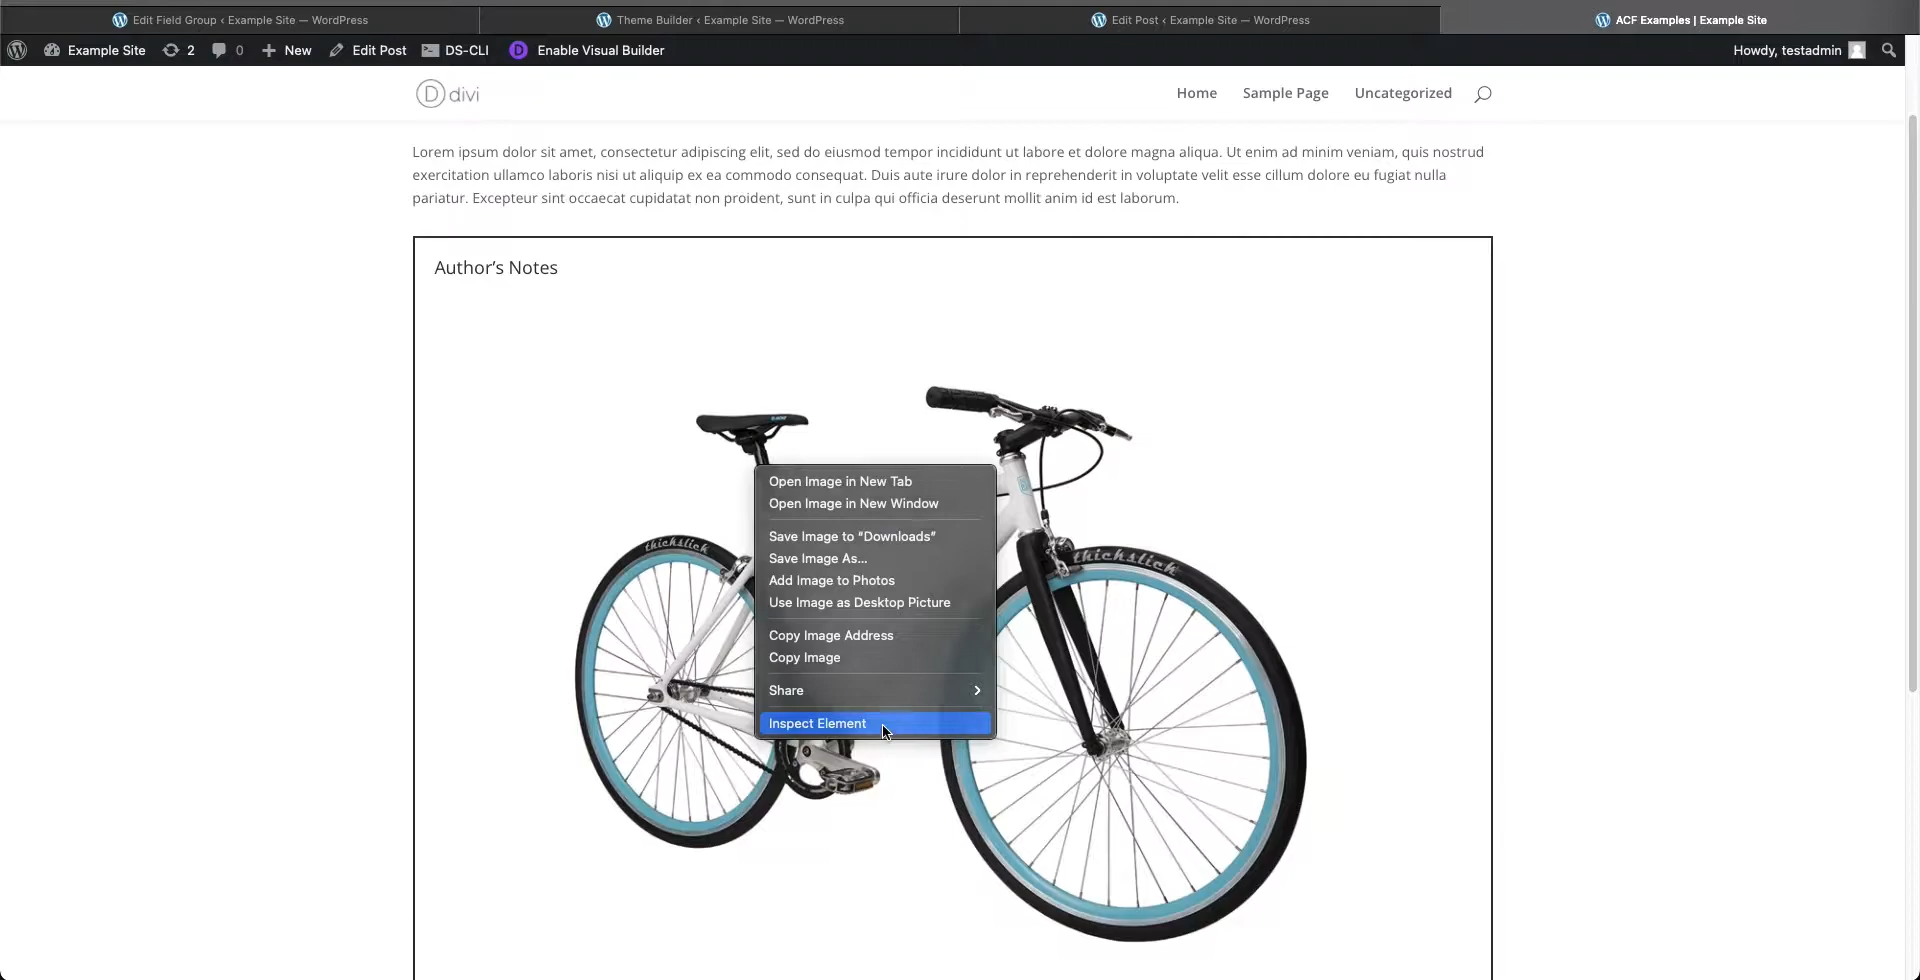 Edit Field Group ‹ Example Site — WordPress
Theme Builder ‹ Example Site — WordPress
Edit Post ‹ Example Site — WordPress
ACF Examples | Example Site
Example Site
2
0
New
Edit Post
DS-CLI
D
Enable Visual Builder
Howdy, testadmin
D divi
Home
Sample Page
Uncategorized
Lorem ipsum dolor sit amet, consectetur adipiscing elit, sed do eiusmod tempor incididunt ut labore et dolore magna aliqua. Ut enim ad minim veniam, quis nostrud
exercitation ullamco laboris nisi ut aliquip ex ea commodo consequat. Duis aute irure dolor in reprehenderit in voluptate velit esse cillum dolore eu fugiat nulla
pariatur. Excepteur sint occaecat cupidatat non proident, sunt in culpa qui officia deserunt mollit anim id est laborum.
Author’s Notes
Open Image in New Tab
Open Image in New Window
Save Image to “Downloads”
Save Image As…
Add Image to Photos
Use Image as Desktop Picture
Copy Image Address
Copy Image
Share
Inspect Element
thickslick
thickslick